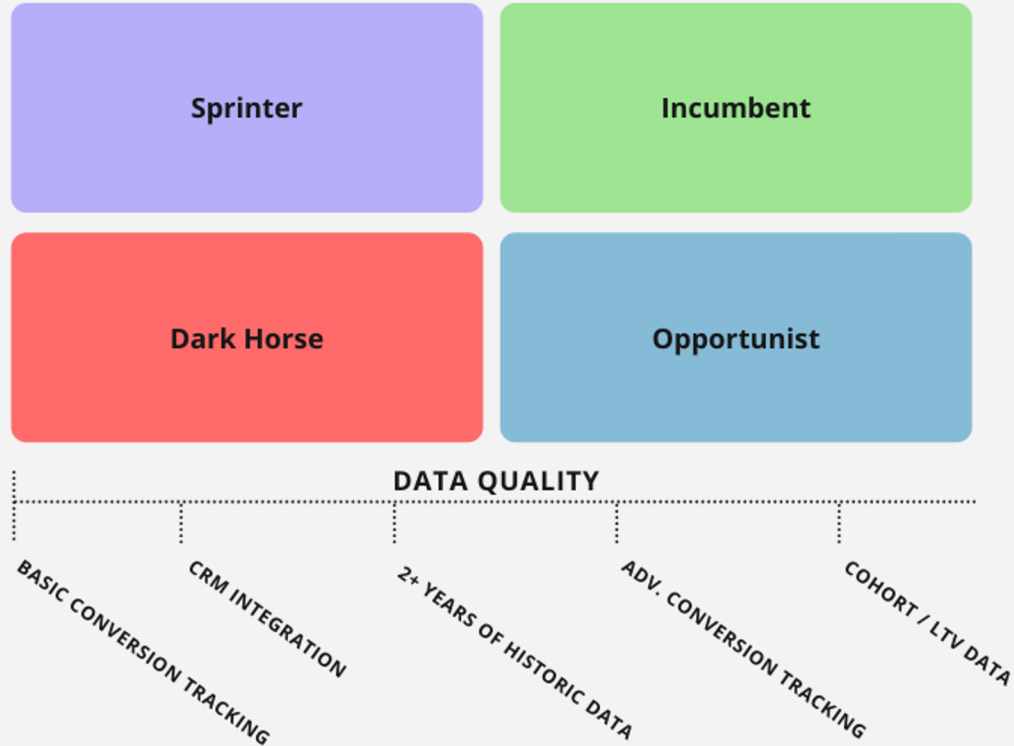 Sprinter
Incumbent
Dark Horse
Opportunist
DATA QUALITY
BASIC CONVERSION TRACKING
CRM INTEGRATION
2+ YEARS OF HISTORIC DATA
ADV. CONVERSION TRACKING
COHORT / LTV DATA